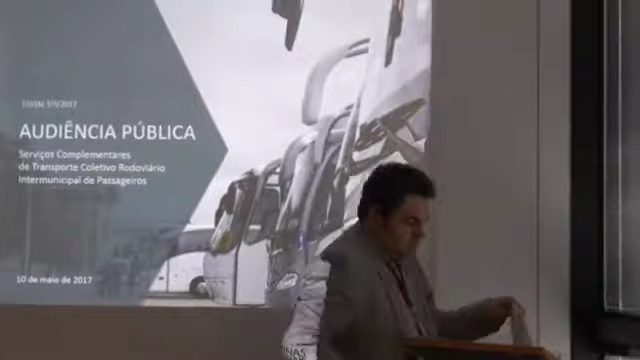 AUDIÊNCIA PÚBLICA
Serviços Complementares
de Transporte Coletivo Rodoviário
Intermunicipal de Passageiros
10 de maio de 2017